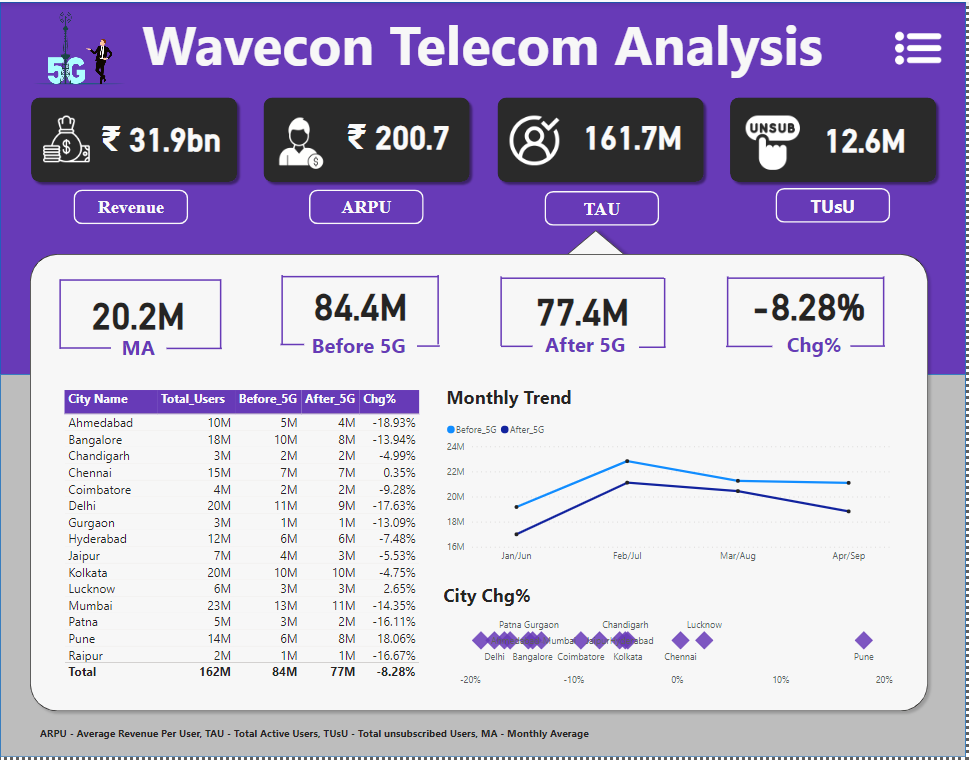 5G
Wavecon Telecom Analysis
₹ 31.9bn
₹ 200.7
161.7M
UNSUB
12.6M
Revenue
ARPU
TAU
TUsU
20.2M
MA
84.4M
Before 5G
77.4M
After 5G
-8.28%
Chg%
City Name Total_Users Before_5G After_5G Chg%
Ahmedabad 10M 5M 4M -18.93%
Bangalore 18M 10M 8M -13.94%
Chandigarh 3M 2M 2M -4.99%
Chennai 15M 7M 7M 0.35%
Coimbatore 4M 2M 2M -9.28%
Delhi 20M 11M 9M -17.63%
Gurgaon 3M 1M 1M -13.09%
Hyderabad 12M 6M 6M -7.48%
Jaipur 7M 4M 3M -5.53%
Kolkata 20M 10M 10M -4.75%
Lucknow 6M 3M 3M 2.65%
Mumbai 23M 13M 11M -14.35%
Patna 5M 3M 2M -16.11%
Pune 14M 6M 8M 18.06%
Raipur 2M 1M 1M -16.67%
Total 162M 84M 77M -8.28%
Monthly Trend
Before_5G After_5G
24M
22M
20M
18M
16M
Jan/Jun Feb/Jul Mar/Aug Apr/Sep
City Chg%
Patna Gurgaon Chandigarh Lucknow
Delhi Bangalore Coimbatore Kolkata Chennai Pune
-20% -10% 0% 10% 20%
ARPU - Average Revenue Per User, TAU - Total Active Users, TUsU - Total unsubscribed Users, MA - Monthly Average